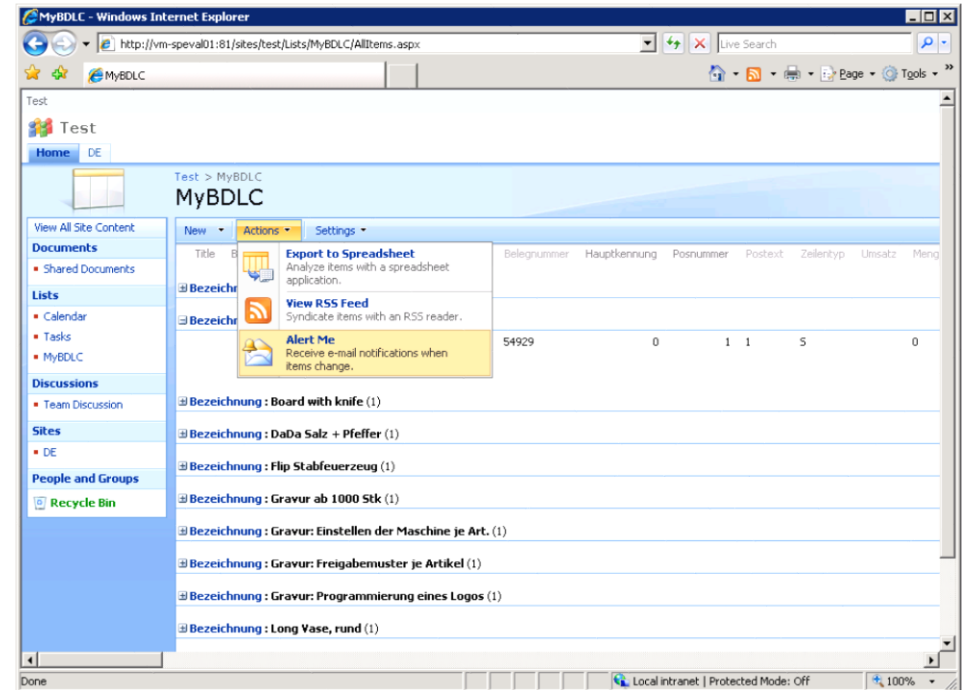 MyBDLC - Windows Internet Explorer
http://vm-speval01:81/sites/test/Lists/MyBDLC/AllItems.aspx
Live Search
MyBDLC
Page
Tools
Test
Test
Home DE
Test > MyBDLC
MyBDLC
View All Site Content
Documents
Shared Documents
Lists
Calendar
Tasks
MyBDLC
Discussions
Team Discussion
Sites
DE
People and Groups
Recycle Bin
New Actions Settings
Title B Belegnummer Hauptkennung Posnummer Postext Zeilentyp Umsatz Meng
Export to Spreadsheet
Analyze items with a spreadsheet
application.
View RSS Feed
Syndicate items with an RSS reader.
Alert Me
Receive e-mail notifications when
items change.
Bezeichn
Bezeichn
54929 0 1 1 5 0
Bezeichnung : Board with knife (1)
Bezeichnung : DaDa Salz + Pfeffer (1)
Bezeichnung : Flip Stabfeuerzeug (1)
Bezeichnung : Gravur ab 1000 Stk (1)
Bezeichnung : Gravur: Einstellen der Maschine je Art. (1)
Bezeichnung : Gravur: Freigabemuster je Artikel (1)
Bezeichnung : Gravur: Programmierung eines Logos (1)
Bezeichnung : Long Vase, rund (1)
Done
Local intranet | Protected Mode: Off
100%